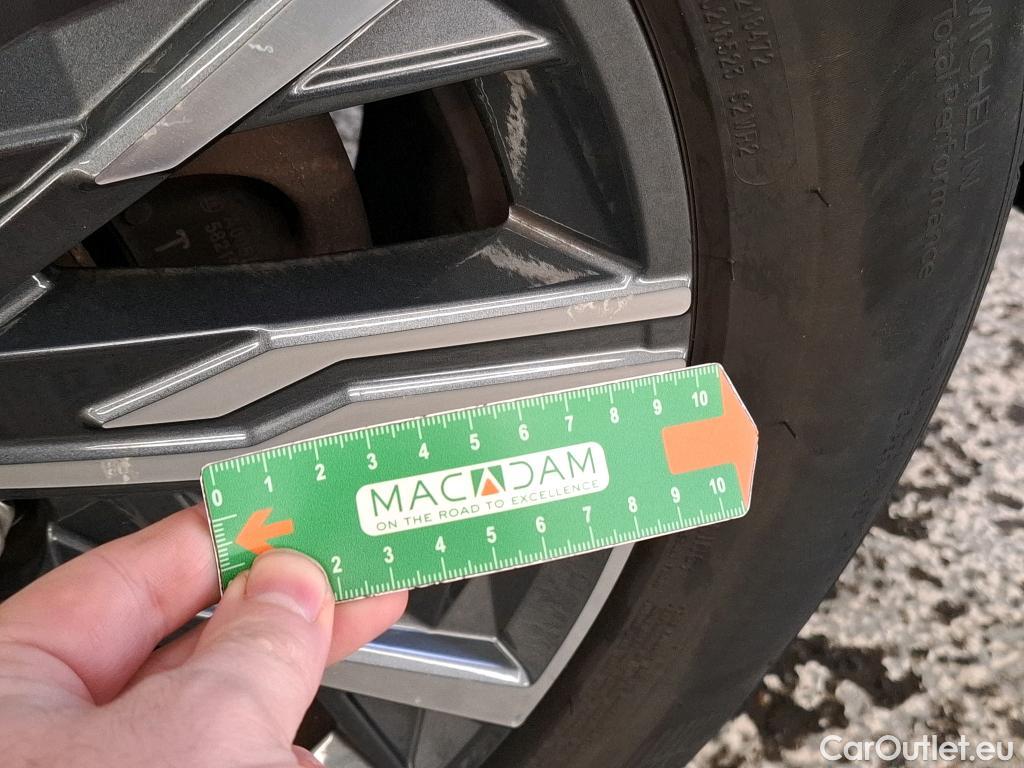 MICHELIN
Total Performance
T
0 1 2 3 4 5 6 7 8 9 10
MACADAM
ON THE ROAD TO EXCELLENCE
2 3 4 5 6 7 8 9 10
CarOutlet.eu